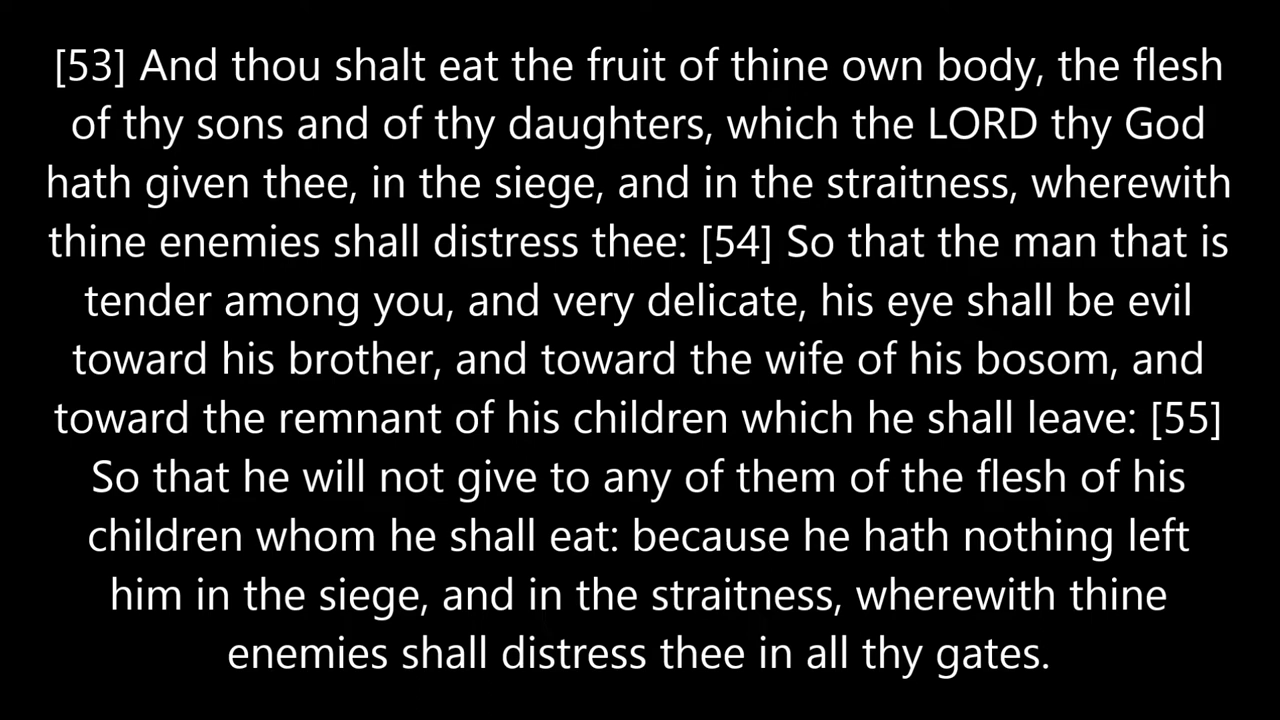 [53] And thou shalt eat the fruit of thine own body, the flesh
of thy sons and of thy daughters, which the LORD thy God
hath given thee, in the siege, and in the straitness, wherewith
thine enemies shall distress thee: [54] So that the man that is
tender among you, and very delicate, his eye shall be evil
toward his brother, and toward the wife of his bosom, and
toward the remnant of his children which he shall leave: [55]
So that he will not give to any of them of the flesh of his
children whom he shall eat: because he hath nothing left
him in the siege, and in the straitness, wherewith thine
enemies shall distress thee in all thy gates.